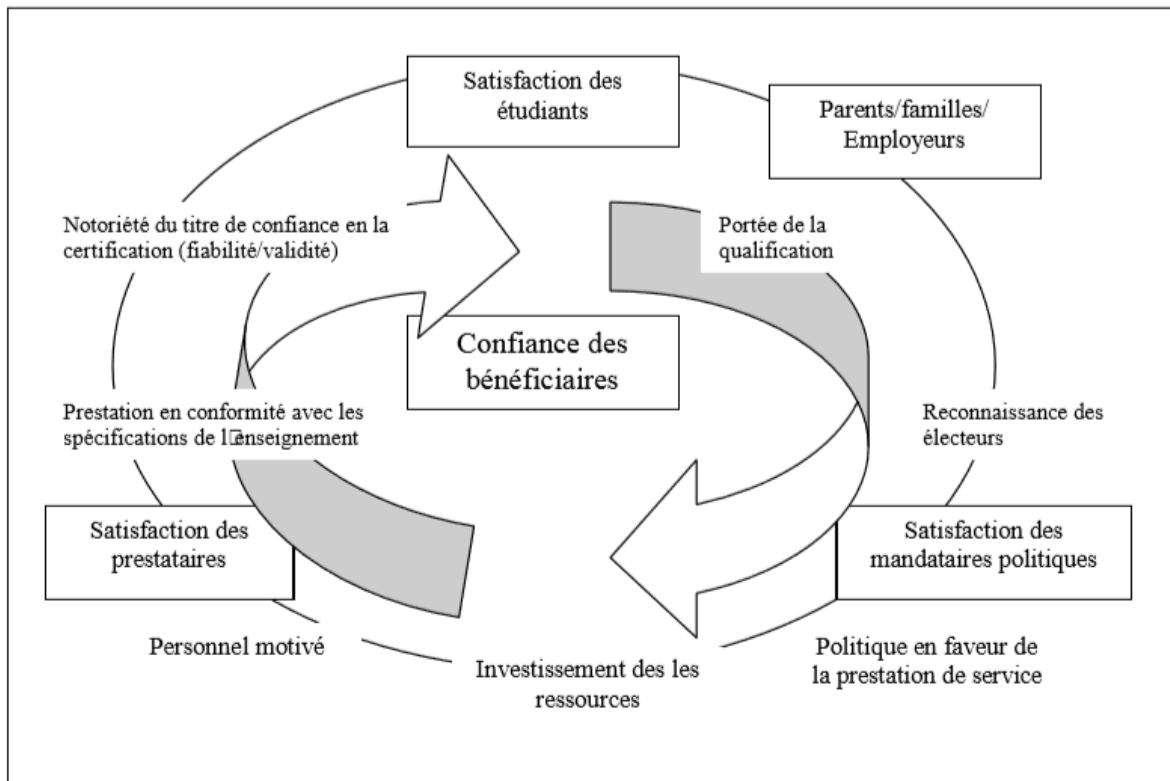 Satisfaction des
étudiants
Parents/familles/
Employeurs
Notoriété du titre de confiance en la
certification (fiabilité/validité)
Portée de la
qualification
Confiance des
bénéficiaires
Prestation en conformité avec les
spécifications de l□enseignement
Reconnaissance des
électeurs
Satisfaction des
prestataires
Satisfaction des
mandataires politiques
Personnel motivé
Investissement des les
ressources
Politique en faveur de
la prestation de service